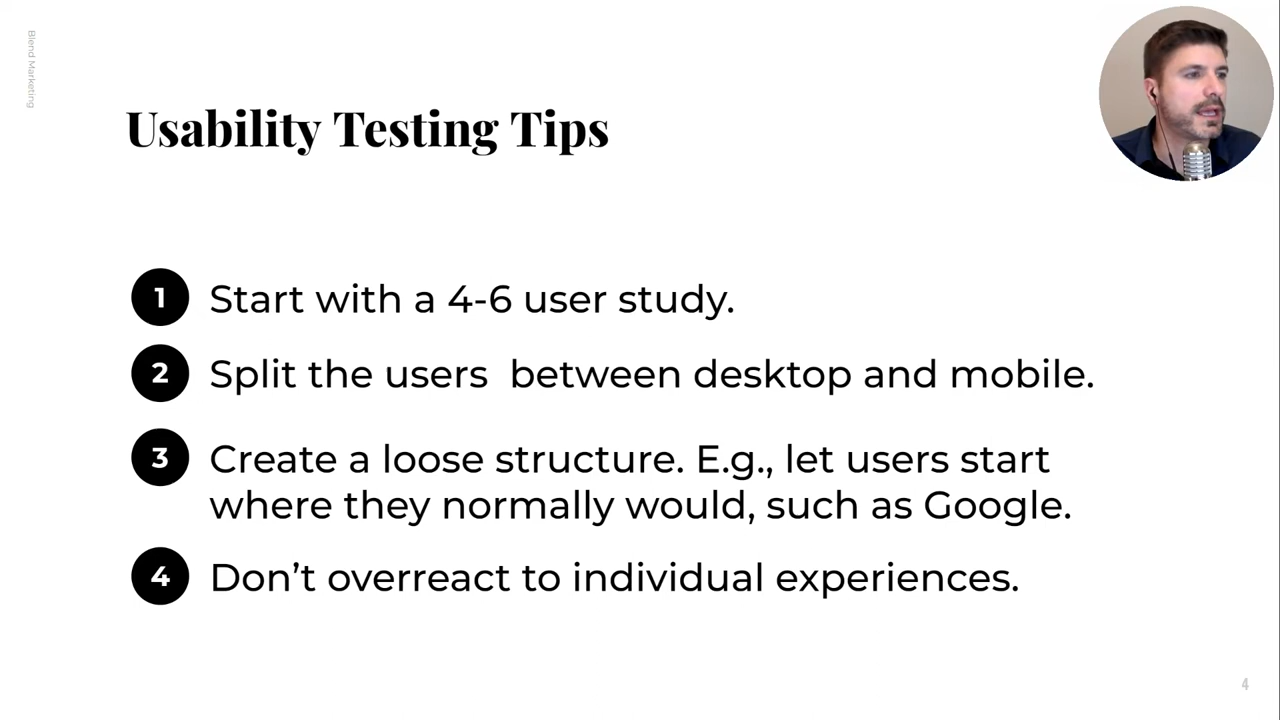 Blend Marketing
Usability Testing Tips
1 Start with a 4-6 user study.
2 Split the users  between desktop and mobile.
3 Create a loose structure. E.g., let users start
where they normally would, such as Google.
4 Don’t overreact to individual experiences.
4